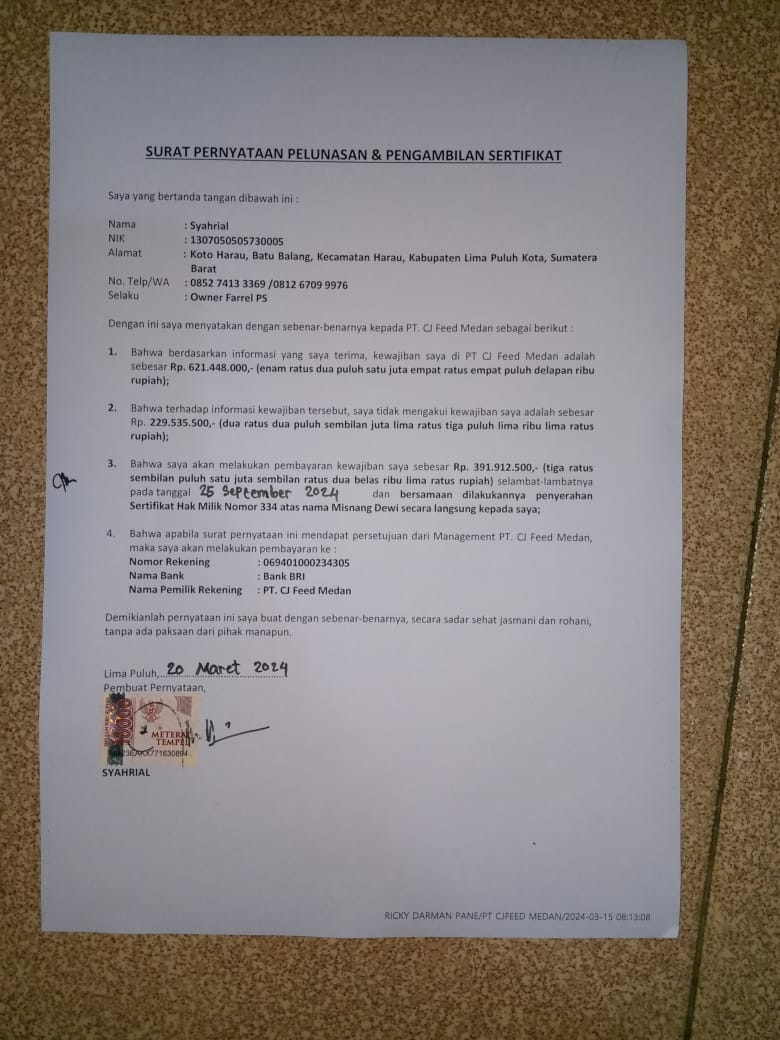 SURAT PERNYATAAN PELUNASAN & PENGAMBILAN SERTIFIKAT
Saya yang bertanda tangan dibawah ini :
Nama : Syahrial
NIK : 1307050505730005
Alamat : Koto Harau, Batu Balang, Kecamatan Harau, Kabupaten Lima Puluh Kota, Sumatera
Barat
No. Telp/WA : 0852 7413 3369 /0812 6709 9976
Selaku : Owner Farrel PS
Dengan ini saya menyatakan dengan sebenar-benarnya kepada PT. CJ Feed Medan sebagai berikut :
1. Bahwa berdasarkan informasi yang saya terima, kewajiban saya di PT CJ Feed Medan adalah
sebesar Rp. 621.448.000,- (enam ratus dua puluh satu juta empat ratus empat puluh delapan ribu
rupiah);
2. Bahwa terhadap informasi kewajiban tersebut, saya tidak mengakui kewajiban saya adalah sebesar
Rp. 229.535.500,- (dua ratus dua puluh sembilan juta lima ratus tiga puluh lima ribu lima ratus
rupiah);
3. Bahwa saya akan melakukan pembayaran kewajiban saya sebesar Rp. 391.912.500,- (tiga ratus
sembilan puluh satu juta sembilan ratus dua belas ribu lima ratus rupiah) selambat-lambatnya
pada tanggal 25 September 2024 dan bersamaan dilakukannya penyerahan
Sertifikat Hak Milik Nomor 334 atas nama Misnang Dewi secara langsung kepada saya;
4. Bahwa apabila surat pernyataan ini mendapat persetujuan dari Management PT. CJ Feed Medan,
maka saya akan melakukan pembayaran ke :
Nomor Rekening : 069401000234305
Nama Bank : Bank BRI
Nama Pemilik Rekening : PT. CJ Feed Medan
Demikianlah pernyataan ini saya buat dengan sebenar-benarnya, secara sadar sehat jasmani dan rohani,
tanpa ada paksaan dari pihak manapun.
Lima Puluh, 20 Maret 2024
Pembuat Pernyataan,
METERAI
TEMPEL
SYAHRIAL
RICKY DARMAN PANE/PT CJFEED MEDAN/2024-03-15 08:13:08